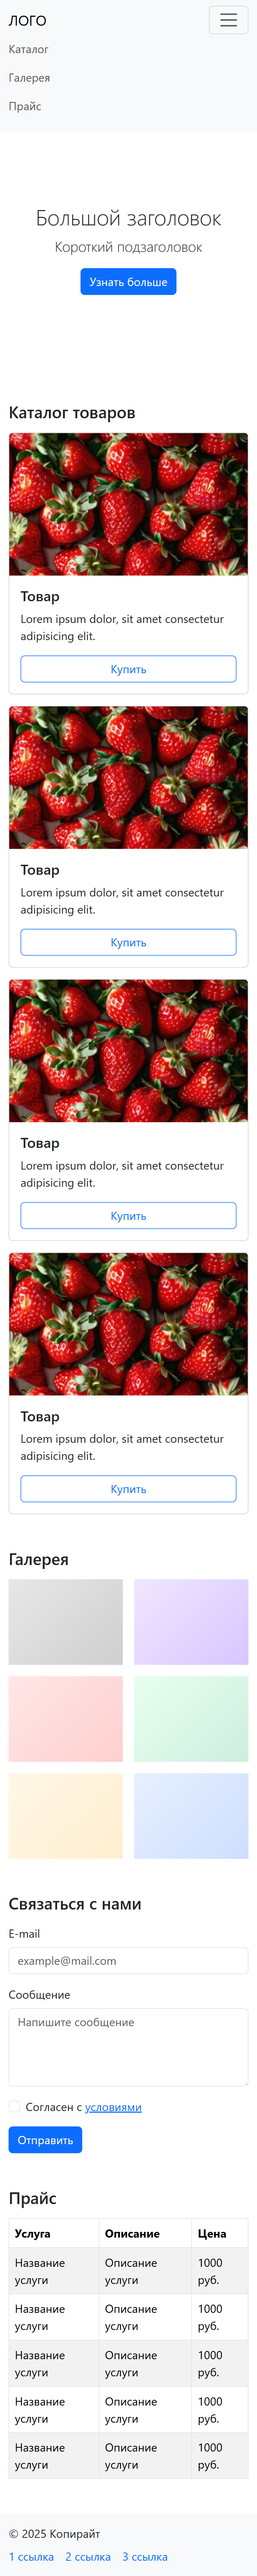 ЛОГО
Каталог
Галерея
Прайс
Большой заголовок
Короткий подзаголовок
Узнать больше
Каталог товаров
Товар
Lorem ipsum dolor, sit amet consectetur
adipisicing elit.
Купить
Товар
Lorem ipsum dolor, sit amet consectetur
adipisicing elit.
Купить
Товар
Lorem ipsum dolor, sit amet consectetur
adipisicing elit.
Купить
Товар
Lorem ipsum dolor, sit amet consectetur
adipisicing elit.
Купить
Галерея
Связаться с нами
E-mail
example@mail.com
Сообщение
Напишите сообщение
Согласен с условиями
Отправить
Прайс
Услуга Описание Цена
Название Описание 1000
услуги услуги руб.
Название Описание 1000
услуги услуги руб.
Название Описание 1000
услуги услуги руб.
Название Описание 1000
услуги услуги руб.
Название Описание 1000
услуги услуги руб.
© 2025 Копирайт
1 ссылка 2 ссылка 3 ссылка